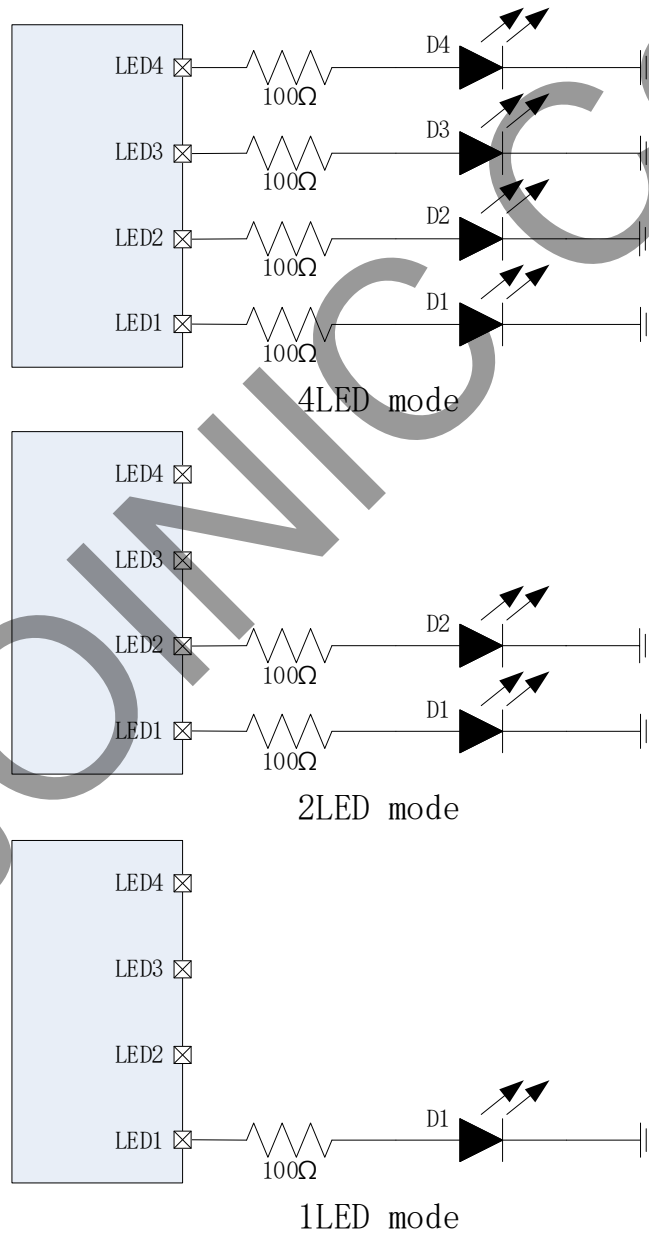 LED4
D4
100Ω
LED3
D3
100Ω
LED2
D2
100Ω
LED1
D1
100Ω
4LED mode
LED4
LED3
LED2
D2
100Ω
LED1
D1
100Ω
2LED mode
LED4
LED3
LED2
LED1
D1
100Ω
1LED mode
OINIC C